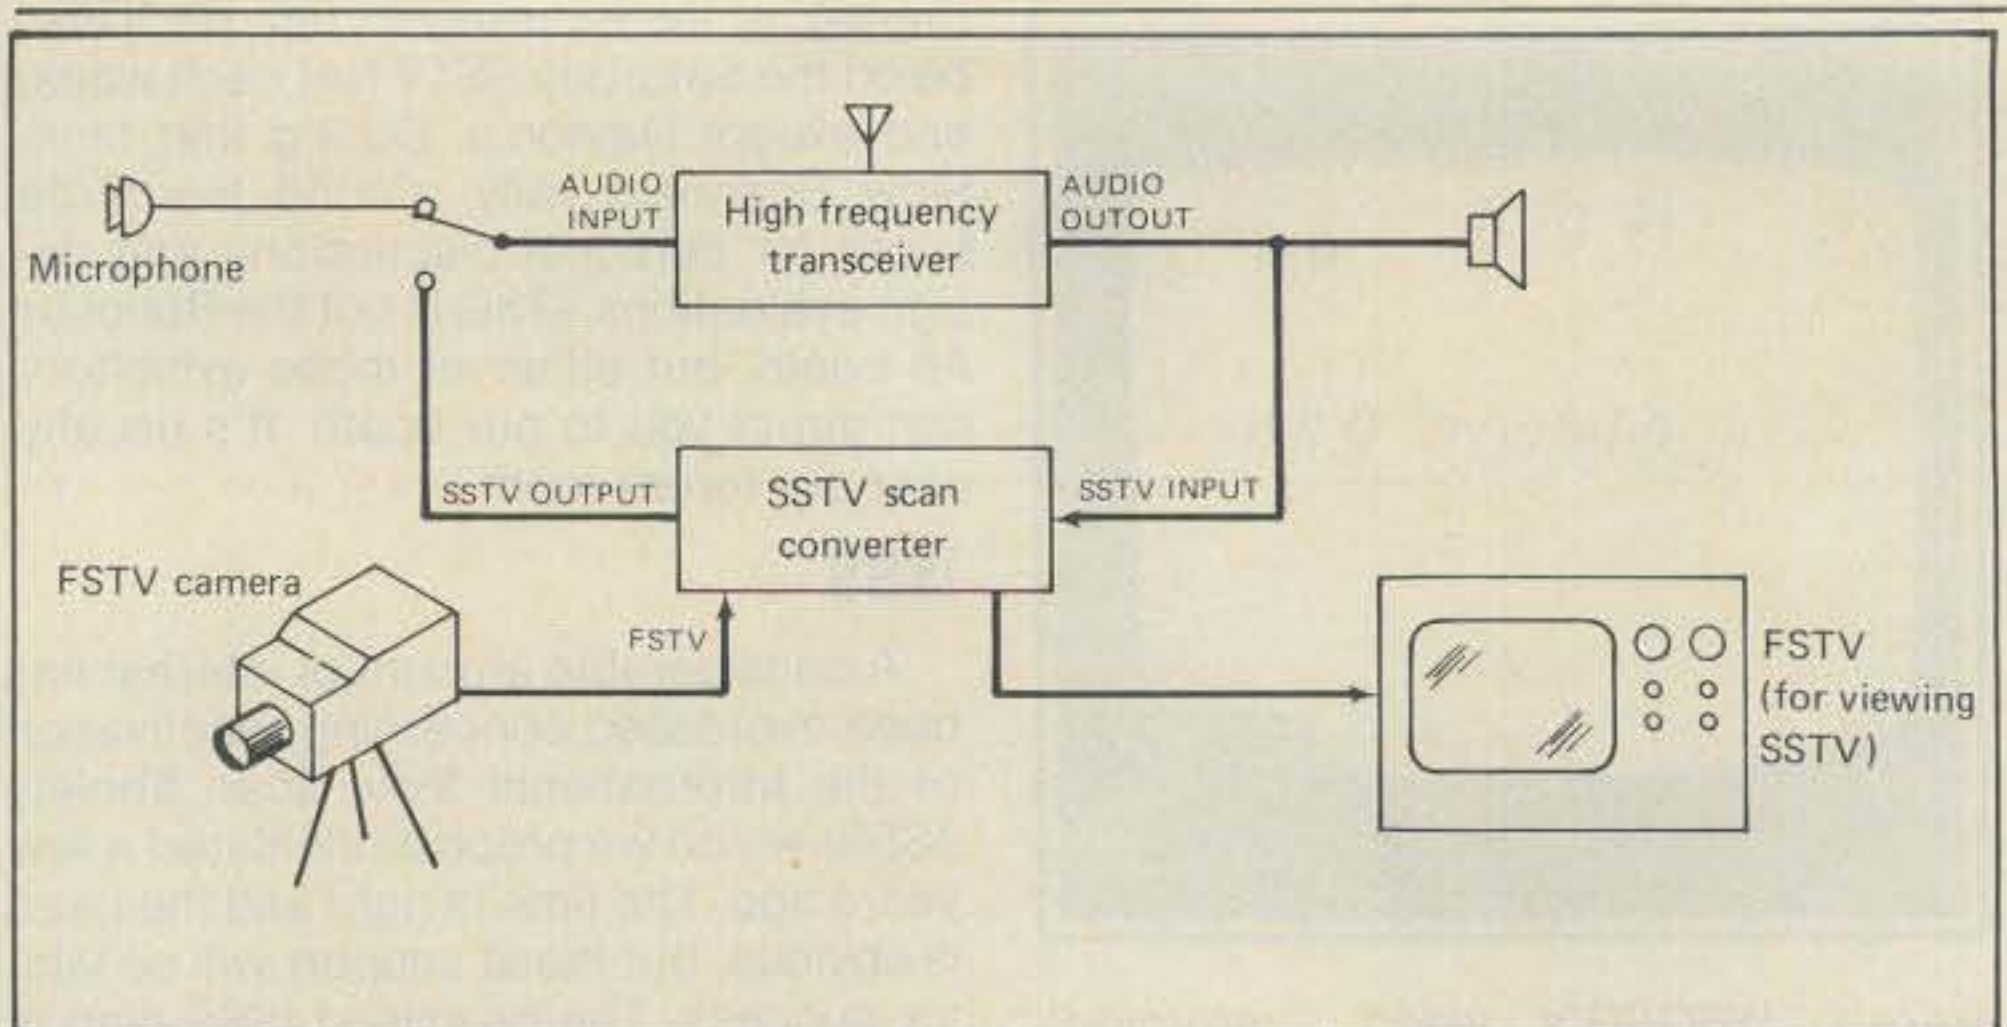 AUDIO
INPUT
High frequency
transceiver
AUDIO
OUTOUT
Microphone
SSTV OUTPUT
SSTV scan
converter
SSTV INPUT
FSTV camera
FSTV
FSTV
(for viewing
SSTV)